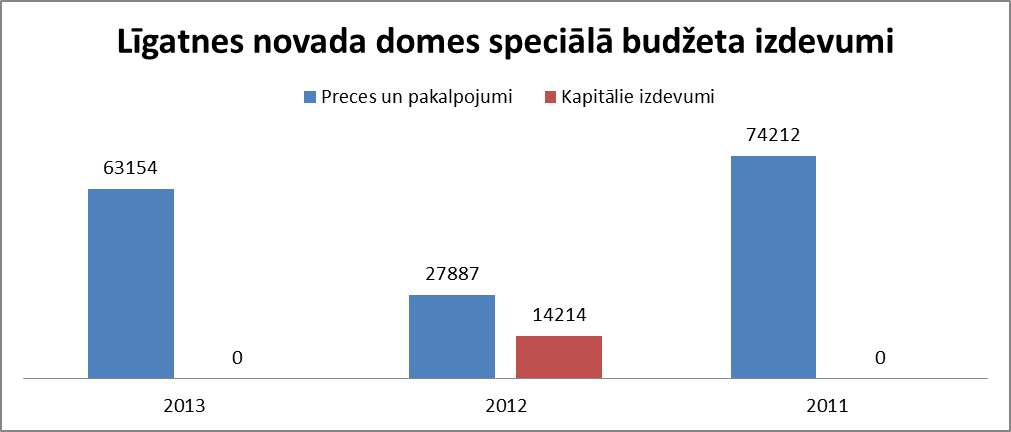 Līgatnes novada domes speciālā budžeta izdevumi
Preces un pakalpojumi Kapitālie izdevumi
74212
63154
27887
14214
0 0
2013 2012 2011